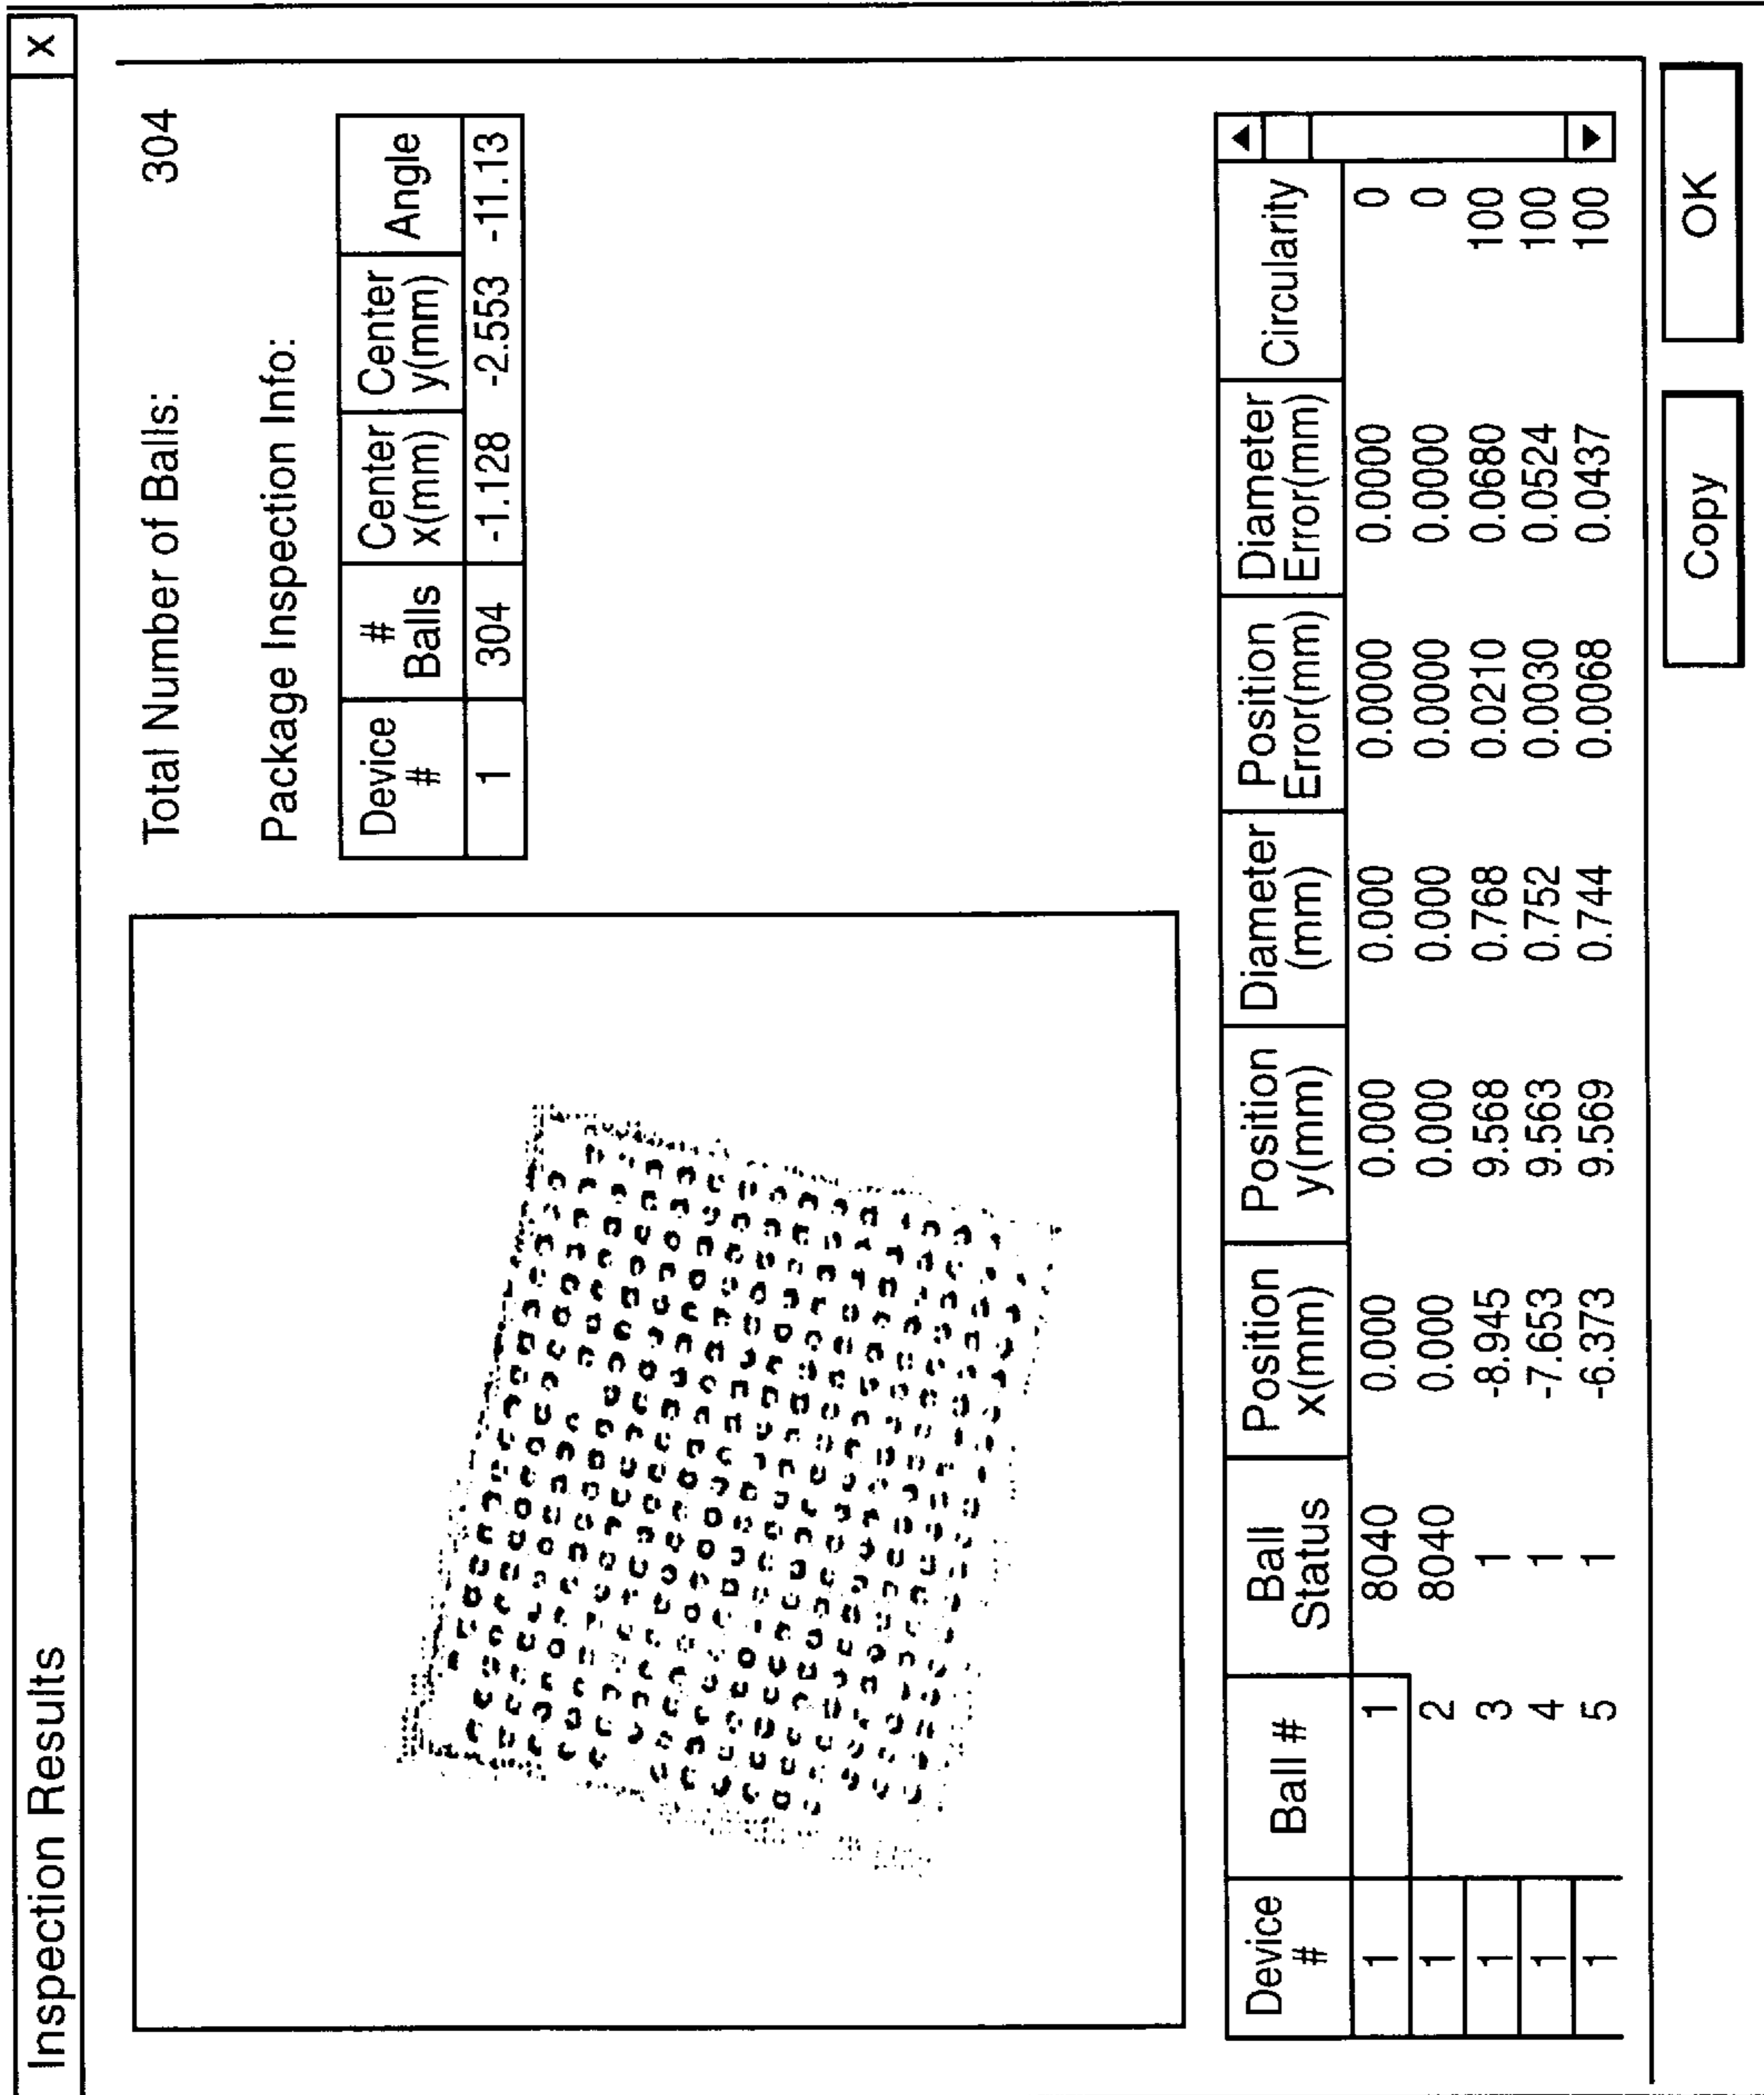 Inspection Results X
Total Number of Balls: 304
Package Inspection Info:
Device # | # Balls | Center x(mm) | Center y(mm) | Angle
1 | 304 | -1.128 | -2.553 | -11.13
Device # | Ball # | Ball Status | Position x(mm) | Position y(mm) | Diameter (mm) | Position Error(mm) | Diameter Error(mm) | Circularity
1 | 1 | 8040 | 0.000 | 0.000 | 0.000 | 0.0000 | 0.0000 | 0
1 | 2 | 8040 | 0.000 | 0.000 | 0.000 | 0.0000 | 0.0000 | 0
1 | 3 | 1 | -8.945 | 9.568 | 0.768 | 0.0210 | 0.0680 | 100
1 | 4 | 1 | -7.653 | 9.563 | 0.752 | 0.0030 | 0.0524 | 100
1 | 5 | 1 | -6.373 | 9.569 | 0.744 | 0.0068 | 0.0437 | 100
Copy OK